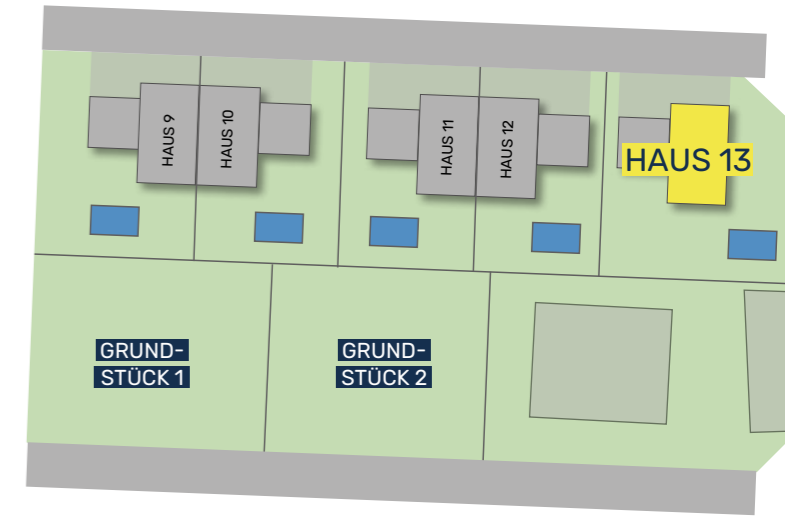 HAUS 9
HAUS 10
HAUS 11
HAUS 12
HAUS 13
GRUND-
STÜCK 1
GRUND-
STÜCK 2